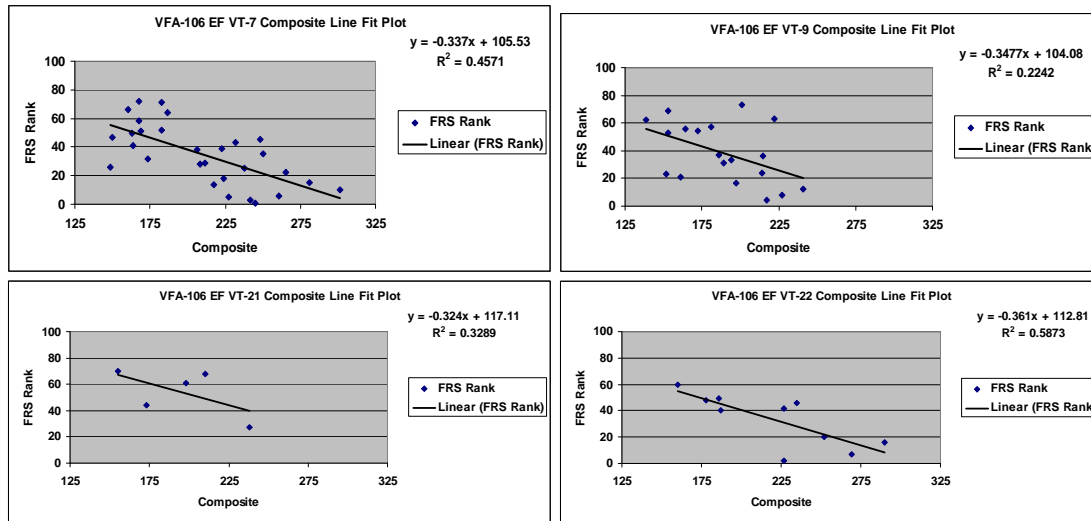 VFA-106 EF VT-7 Composite Line Fit Plot
y = -0.337x + 105.53
R² = 0.4571
100
80
60
40
20
0
FRS Rank
125 175 225 275 325
Composite
FRS Rank
Linear (FRS Rank)
VFA-106 EF VT-9 Composite Line Fit Plot
y = -0.3477x + 104.08
R² = 0.2242
100
80
60
40
20
0
FRS Rank
125 175 225 275 325
Composite
FRS Rank
Linear (FRS Rank)
VFA-106 EF VT-21 Composite Line Fit Plot
y = -0.324x + 117.11
R² = 0.3289
100
80
60
40
20
0
FRS Rank
125 175 225 275 325
Composite
FRS Rank
Linear (FRS Rank)
VFA-106 EF VT-22 Composite Line Fit Plot
y = -0.361x + 112.81
R² = 0.5873
100
80
60
40
20
0
FRS Rank
125 175 225 275 325
Composite
FRS Rank
Linear (FRS Rank)